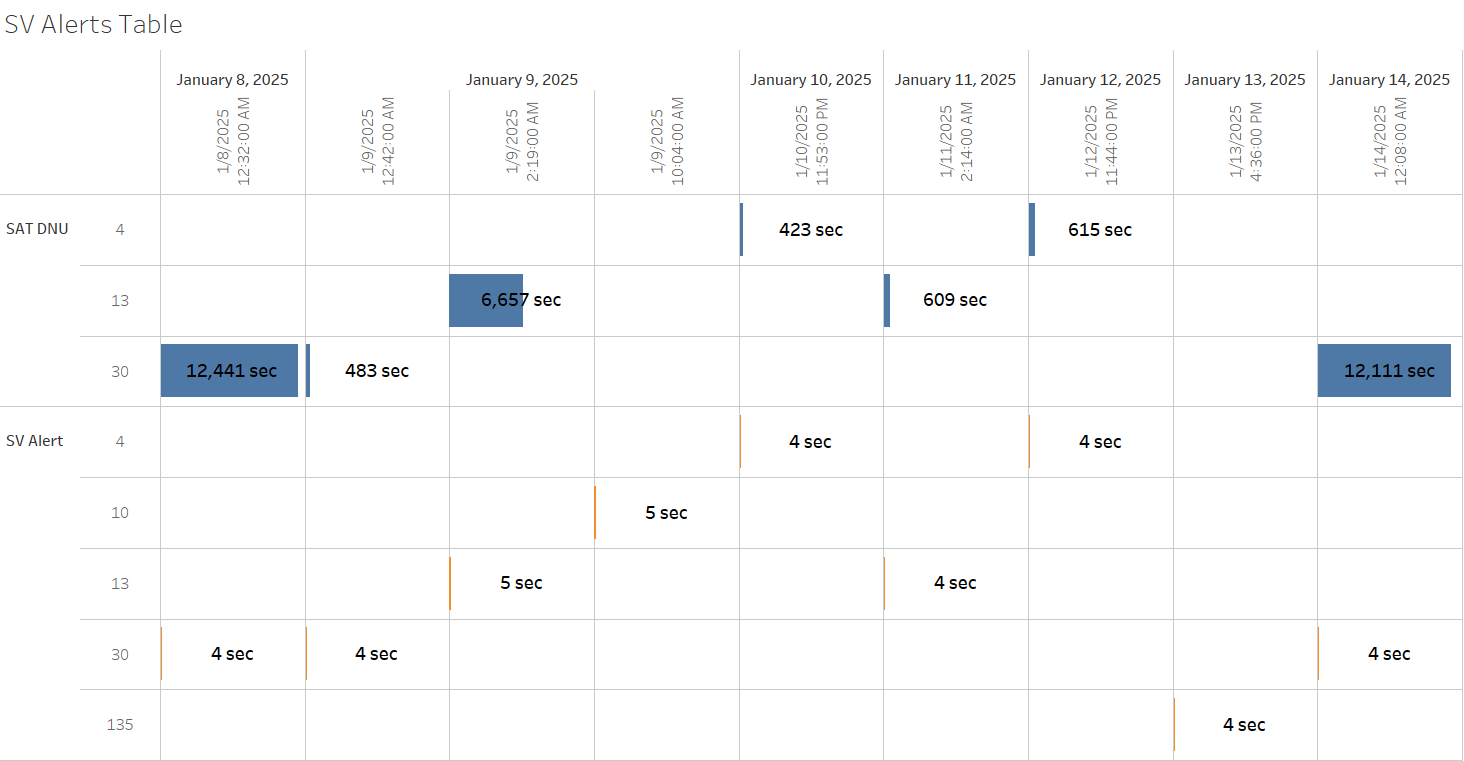 SV Alerts Table
January 8, 2025
January 9, 2025
January 10, 2025
January 11, 2025
January 12, 2025
January 13, 2025
January 14, 2025
1/8/2025
12:32:00 AM
1/9/2025
12:42:00 AM
1/9/2025
2:19:00 AM
1/9/2025
10:04:00 AM
1/10/2025
11:53:00 PM
1/11/2025
2:14:00 AM
1/12/2025
11:44:00 PM
1/13/2025
4:36:00 PM
1/14/2025
12:08:00 AM
SAT DNU 4 423 sec 615 sec
13 6,657 sec 609 sec
30 12,441 sec 483 sec 12,111 sec
SV Alert 4 4 sec 4 sec
10 5 sec
13 5 sec 4 sec
30 4 sec 4 sec 4 sec
135 4 sec